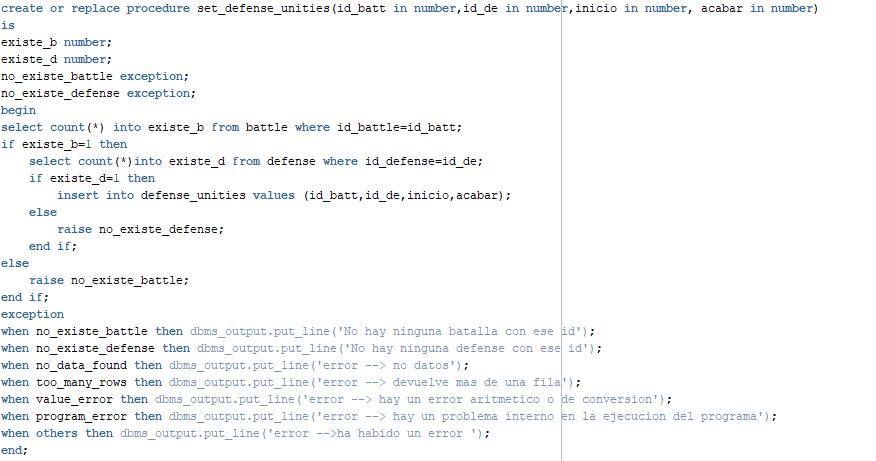 create or replace procedure set_defense_unities(id_batt in number,id_de in number,inicio in number, acabar in number)
is
existe_b number;
existe_d number;
no_existe_battle exception;
no_existe_defense exception;
begin
select count(*) into existe_b from battle where id_battle=id_batt;
if existe_b=1 then
    select count(*)into existe_d from defense where id_defense=id_de;
    if existe_d=1 then
        insert into defense_unities values (id_batt,id_de,inicio,acabar);
    else
        raise no_existe_defense;
    end if;
else
    raise no_existe_battle;
end if;
exception
when no_existe_battle then dbms_output.put_line('No hay ninguna batalla con ese id');
when no_existe_defense then dbms_output.put_line('No hay ninguna defense con ese id');
when no_data_found then dbms_output.put_line('error --> no datos');
when too_many_rows then dbms_output.put_line('error --> devuelve mas de una fila');
when value_error then dbms_output.put_line('error --> hay un error aritmetico o de conversion');
when program_error then dbms_output.put_line('error --> hay un problema interno en la ejecucion del programa');
when others then dbms_output.put_line('error -->ha habido un error ');
end;